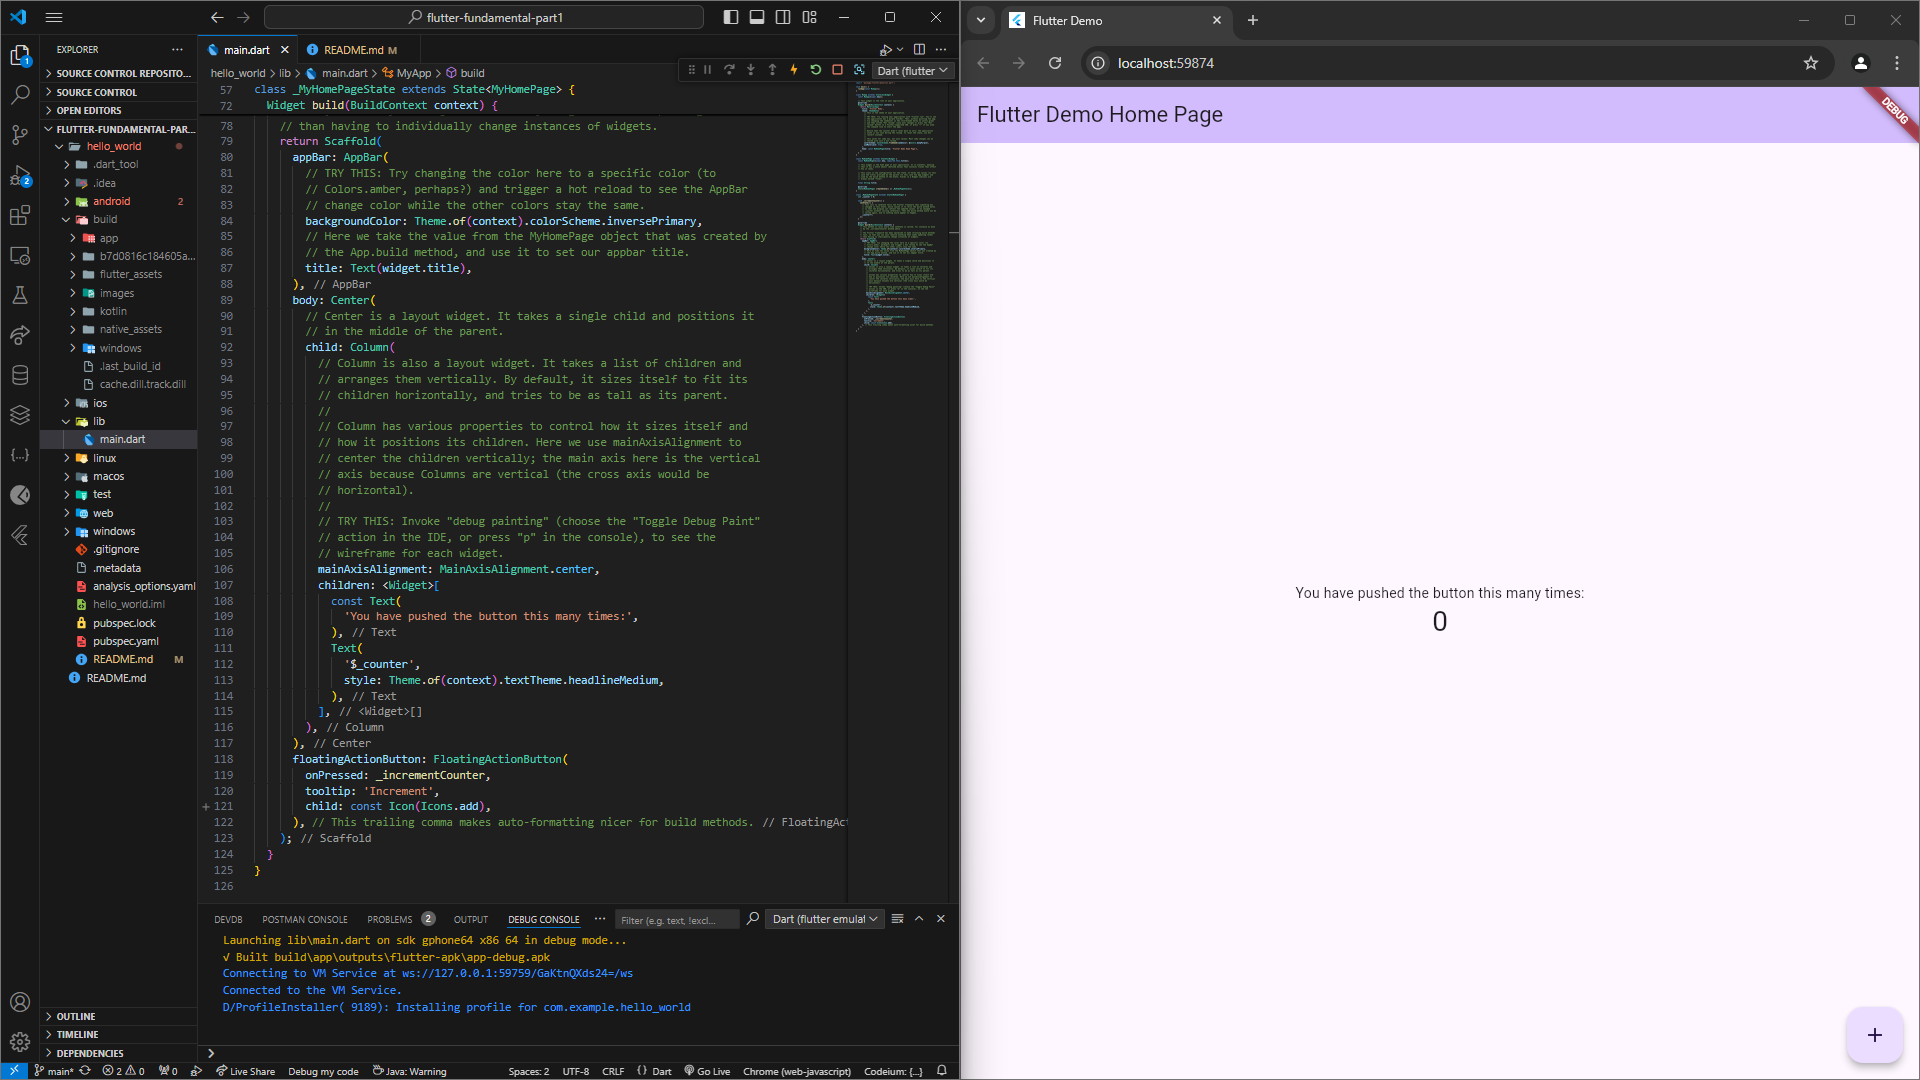 flutter-fundamental-part1
Flutter Demo
EXPLORER
main.dart
README.md M
localhost:59874
SOURCE CONTROL REPOSITO...
SOURCE CONTROL
OPEN EDITORS
FLUTTER-FUNDAMENTAL-PAR...
hello_world
.dart_tool
.idea
android 2
build
app
b7d0816c184605a...
flutter_assets
images
kotlin
native_assets
windows
.last_build_id
cache.dill.track.dill
ios
lib
main.dart
linux
macos
test
web
windows
.gitignore
.metadata
analysis_options.yaml
hello_world.iml
pubspec.lock
pubspec.yaml
README.md M
README.md
OUTLINE
TIMELINE
DEPENDENCIES
1
2
hello_world > lib > main.dart > MyApp > build
Dart (flutter
57 class _MyHomePageState extends State<MyHomePage> {
72 Widget build(BuildContext context) {
78 // than having to individually change instances of widgets.
79 return Scaffold(
80 appBar: AppBar(
81 // TRY THIS: Try changing the color here to a specific color (to
82 // Colors.amber, perhaps?) and trigger a hot reload to see the AppBar
83 // change color while the other colors stay the same.
84 backgroundColor: Theme.of(context).colorScheme.inversePrimary,
85 // Here we take the value from the MyHomePage object that was created by
86 // the App.build method, and use it to set our appbar title.
87 title: Text(widget.title),
88 ), // AppBar
89 body: Center(
90 // Center is a layout widget. It takes a single child and positions it
91 // in the middle of the parent.
92 child: Column(
93 // Column is also a layout widget. It takes a list of children and
94 // arranges them vertically. By default, it sizes itself to fit its
95 // children horizontally, and tries to be as tall as its parent.
96 //
97 // Column has various properties to control how it sizes itself and
98 // how it positions its children. Here we use mainAxisAlignment to
99 // center the children vertically; the main axis here is the vertical
100 // axis because Columns are vertical (the cross axis would be
101 // horizontal).
102 //
103 // TRY THIS: Invoke "debug painting" (choose the "Toggle Debug Paint"
104 // action in the IDE, or press "p" in the console), to see the
105 // wireframe for each widget.
106 mainAxisAlignment: MainAxisAlignment.center,
107 children: <Widget>[
108 const Text(
109 'You have pushed the button this many times:',
110 ), // Text
111 Text(
112 '$_counter',
113 style: Theme.of(context).textTheme.headlineMedium,
114 ), // Text
115 ], // <Widget>[]
116 ), // Column
117 ), // Center
118 floatingActionButton: FloatingActionButton(
119 onPressed: _incrementCounter,
120 tooltip: 'Increment',
121 child: const Icon(Icons.add),
122 ), // This trailing comma makes auto-formatting nicer for build methods. // FloatingAc
123 ); // Scaffold
124 }
125 }
126
DEVDB POSTMAN CONSOLE PROBLEMS 2 OUTPUT DEBUG CONSOLE ... Filter (e.g. text, !excl... Dart (flutter emulat
Launching lib\main.dart on sdk gphone64 x86 64 in debug mode...
√ Built build\app\outputs\flutter-apk\app-debug.apk
Connecting to VM Service at ws://127.0.0.1:59759/GaKtnQXds24=/ws
Connected to the VM Service.
D/ProfileInstaller( 9189): Installing profile for com.example.hello_world
main* 2 0 0 Live Share Debug my code Java: Warning Spaces: 2 UTF-8 CRLF Dart Go Live Chrome (web-javascript) Codeium: {...}
Flutter Demo Home Page
DEBUG
You have pushed the button this many times:
0
+